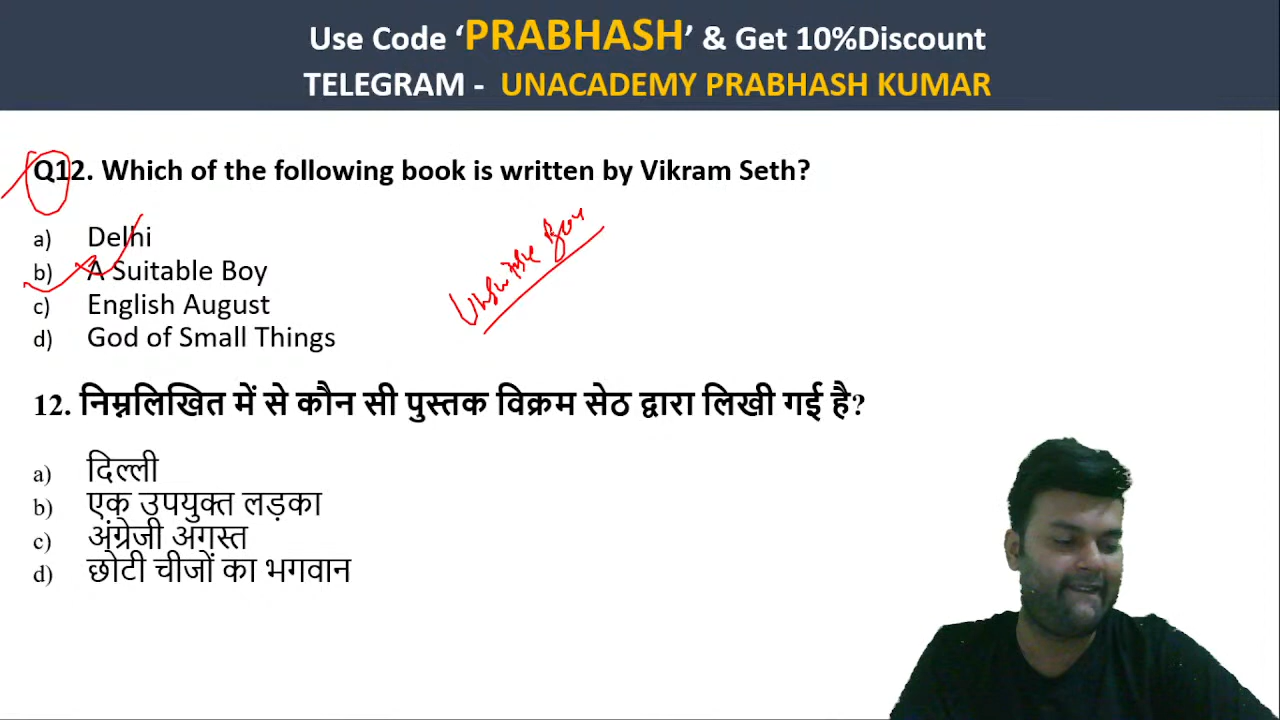 Use Code ‘PRABHASH’ & Get 10%Discount
TELEGRAM - UNACADEMY PRABHASH KUMAR
Q12. Which of the following book is written by Vikram Seth?
a) Delhi
b) A Suitable Boy
c) English August
d) God of Small Things
Boy
12. निम्नलिखित में से कौन सी पुस्तक विक्रम सेठ द्वारा लिखी गई है?
a) दिल्ली
b) एक उपयुक्त लड़का
c) अंग्रेजी अगस्त
d) छोटी चीजों का भगवान